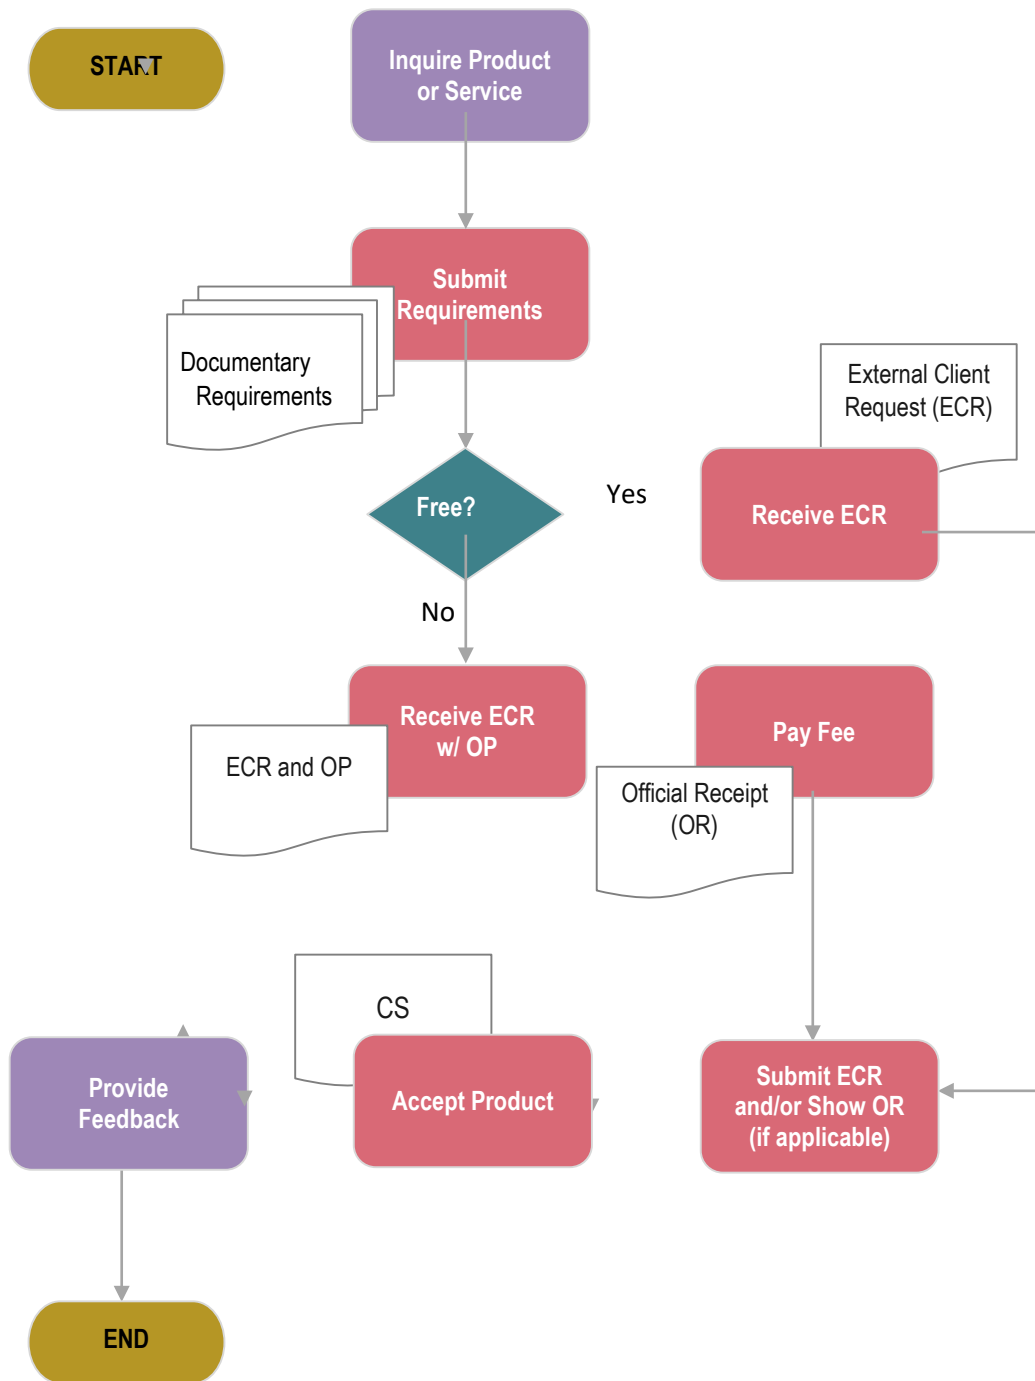 START
Inquire Product
or Service
Submit
Requirements
Documentary
Requirements
External Client
Request (ECR)
Free?
Yes
Receive ECR
No
Receive ECR
w/ OP
ECR and OP
Pay Fee
Official Receipt
(OR)
CS
Provide
Feedback
Accept Product
Submit ECR
and/or Show OR
(if applicable)
END